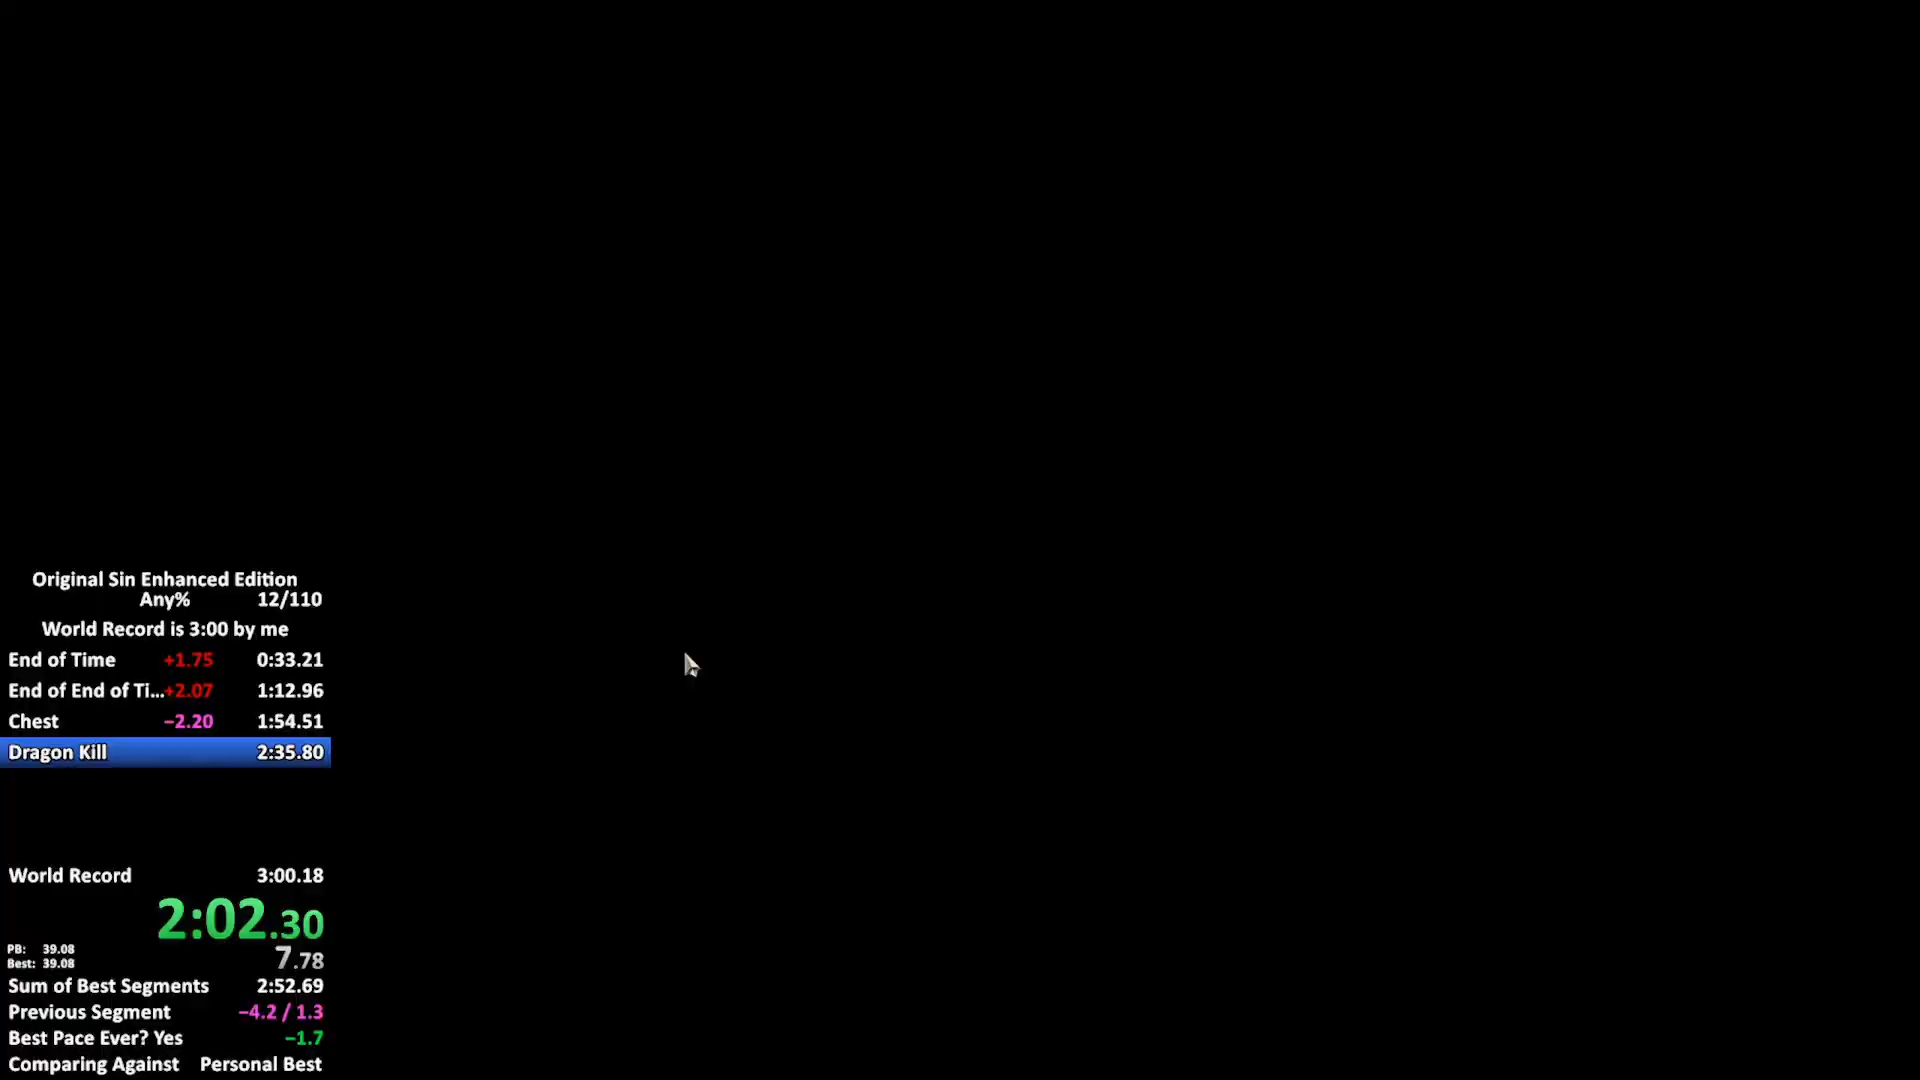 Original Sin Enhanced Edition
Any% 12/110
World Record is 3:00 by me
End of Time +1.75 0:33.21
End of End of Ti...+2.07 1:12.96
Chest −2.20 1:54.51
Dragon Kill 2:35.80
World Record 3:00.18
2:02.30
PB: 39.08
Best: 39.08
7.78
Sum of Best Segments 2:52.69
Previous Segment −4.2 / 1.3
Best Pace Ever? Yes −1.7
Comparing Against Personal Best